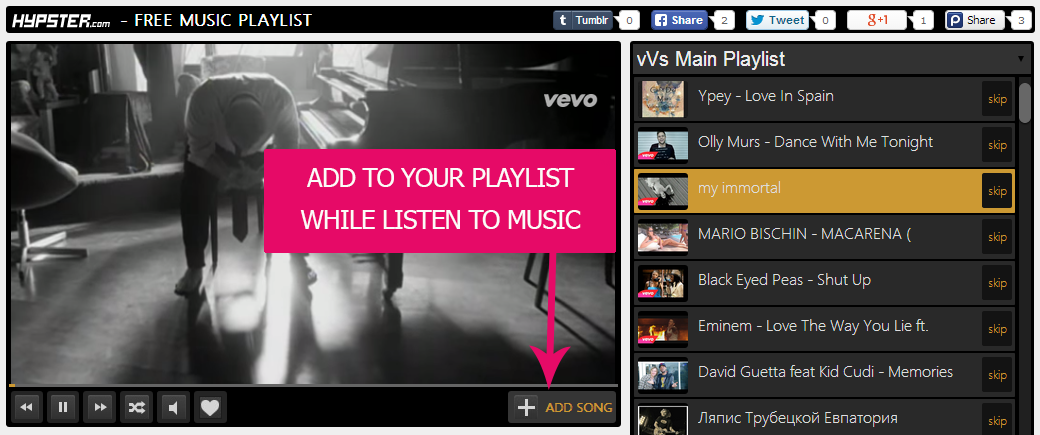 HYPSTER.com - FREE MUSIC PLAYLIST
t Tumblr 0
f Share 2
Tweet 0
g+1 1
P Share 3
vevo
ADD TO YOUR PLAYLIST
WHILE LISTEN TO MUSIC
ADD SONG
vVs Main Playlist
Ypey - Love In Spain skip
Olly Murs - Dance With Me Tonight skip
my immortal skip
MARIO BISCHIN - MACARENA ( skip
Black Eyed Peas - Shut Up skip
Eminem - Love The Way You Lie ft. skip
David Guetta feat Kid Cudi - Memories skip
Ляпис Трубецкой Евпатория skip